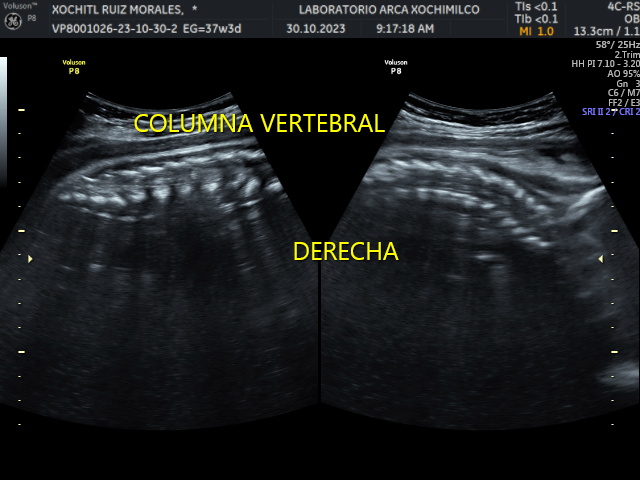 Voluson™
GE P8
XOCHITL RUIZ MORALES, * LABORATORIO ARCA XOCHIMILCO TIs <0.1 4C-RS
VP8001026-23-10-30-2 EG=37w3d 30.10.2023 9:17:18 AM TIb <0.1 OB
MI 1.0 13.3cm / 1.1
58°/ 25Hz
2.Trim
HH PI 7.10 - 3.20
AO 95%
Gn 3
C6 / M7
FF2 / E3
SRI II 2 / CRI 2
Voluson
P8
Voluson
P8
COLUMNA VERTEBRAL
DERECHA